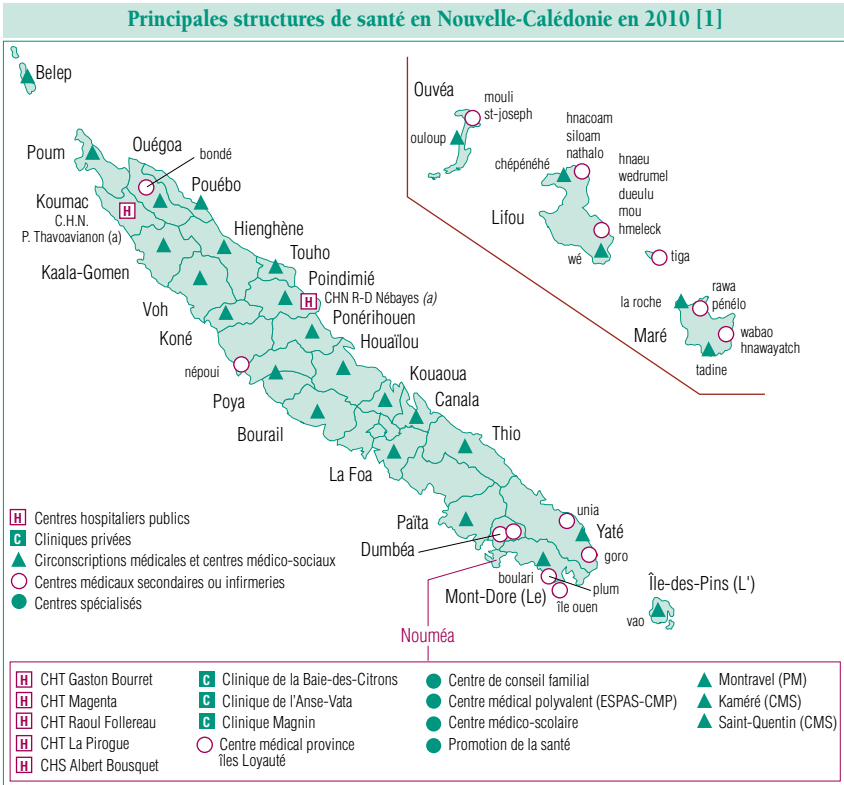 Principales structures de santé en Nouvelle-Calédonie en 2010 [1]
Belep
Poum
Ouégoa
bondé
Pouébo
Koumac
C.H.N.
P. Thavoavianon (a)
Hienghène
Kaala-Gomen
Touho
Poindimié
CHN R-D Nébayes (a)
Voh
Ponérihouen
Koné
Houaïlou
népoui
Kouaoua
Poya
Canala
Bourail
Thio
La Foa
Païta
unia
Yaté
Dumbéa
goro
boulari
plum
Mont-Dore (Le)
île ouen
Île-des-Pins (L')
vao
Nouméa
Ouvéa
mouli
st-joseph
ouloup
hnacoam
siloam
nathalo
chépénéhé
hnaeu
wedrumel
dueulu
mou
hmeleck
Lifou
wé
tiga
la roche
rawa
pénélo
Maré
wabao
hnawayatch
tadine
H Centres hospitaliers publics
C Cliniques privées
Circonscriptions médicales et centres médico-sociaux
Centres médicaux secondaires ou infirmeries
Centres spécialisés
H CHT Gaston Bourret
H CHT Magenta
H CHT Raoul Follereau
H CHT La Pirogue
H CHS Albert Bousquet
C Clinique de la Baie-des-Citrons
C Clinique de l'Anse-Vata
C Clinique Magnin
Centre médical province
îles Loyauté
Centre de conseil familial
Centre médical polyvalent (ESPAS-CMP)
Centre médico-scolaire
Promotion de la santé
Montravel (PM)
Kaméré (CMS)
Saint-Quentin (CMS)